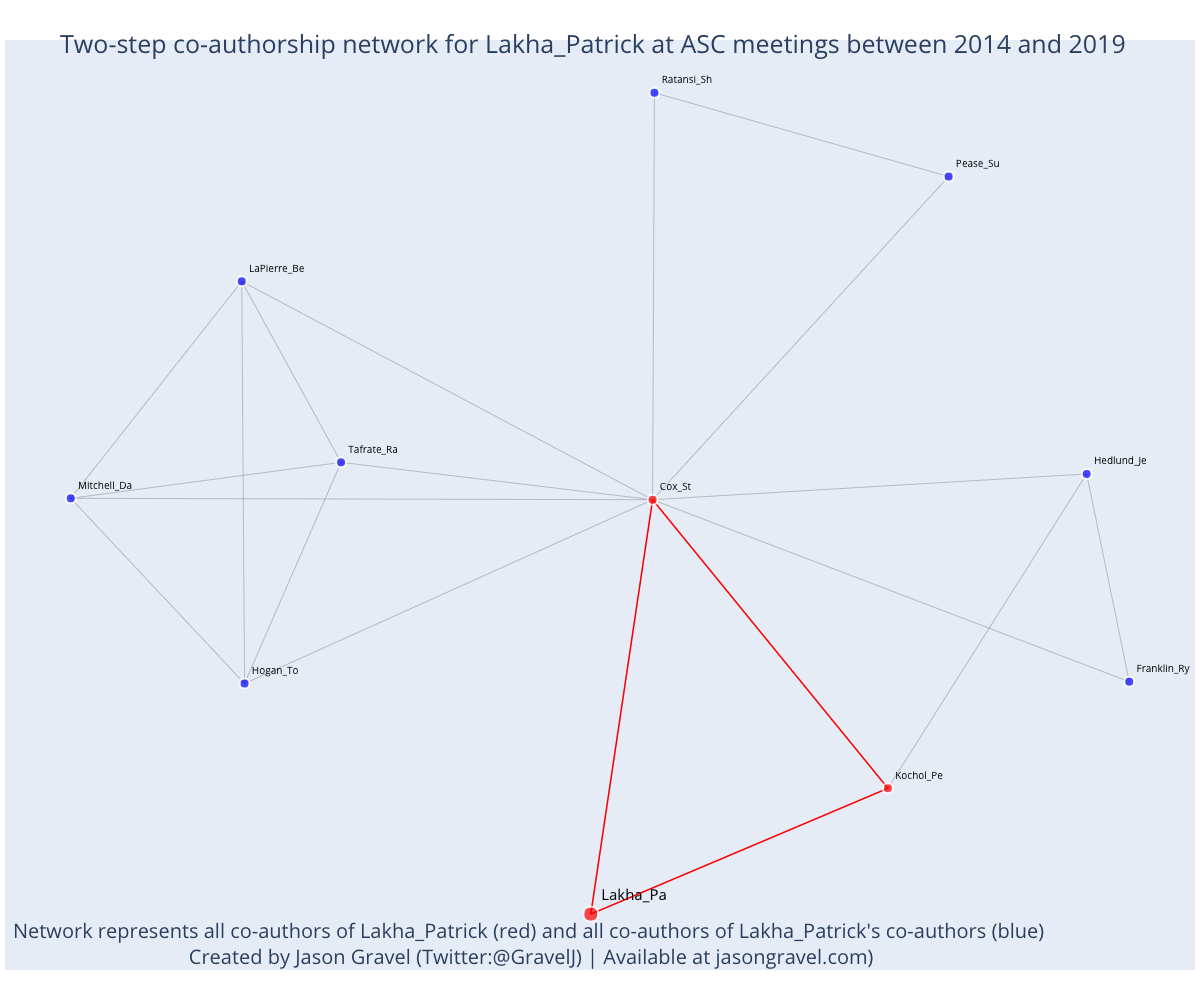 Two-step co-authorship network for Lakha_Patrick at ASC meetings between 2014 and 2019
Ratansi_Sh
Pease_Su
LaPierre_Be
Tafrate_Ra
Hedlund_Je
Mitchell_Da
Cox_St
Hogan_To
Franklin_Ry
Kochol_Pe
Lakha_Pa
Network represents all co-authors of Lakha_Patrick (red) and all co-authors of Lakha_Patrick's co-authors (blue)
Created by Jason Gravel (Twitter:@GravelJ) | Available at jasongravel.com)